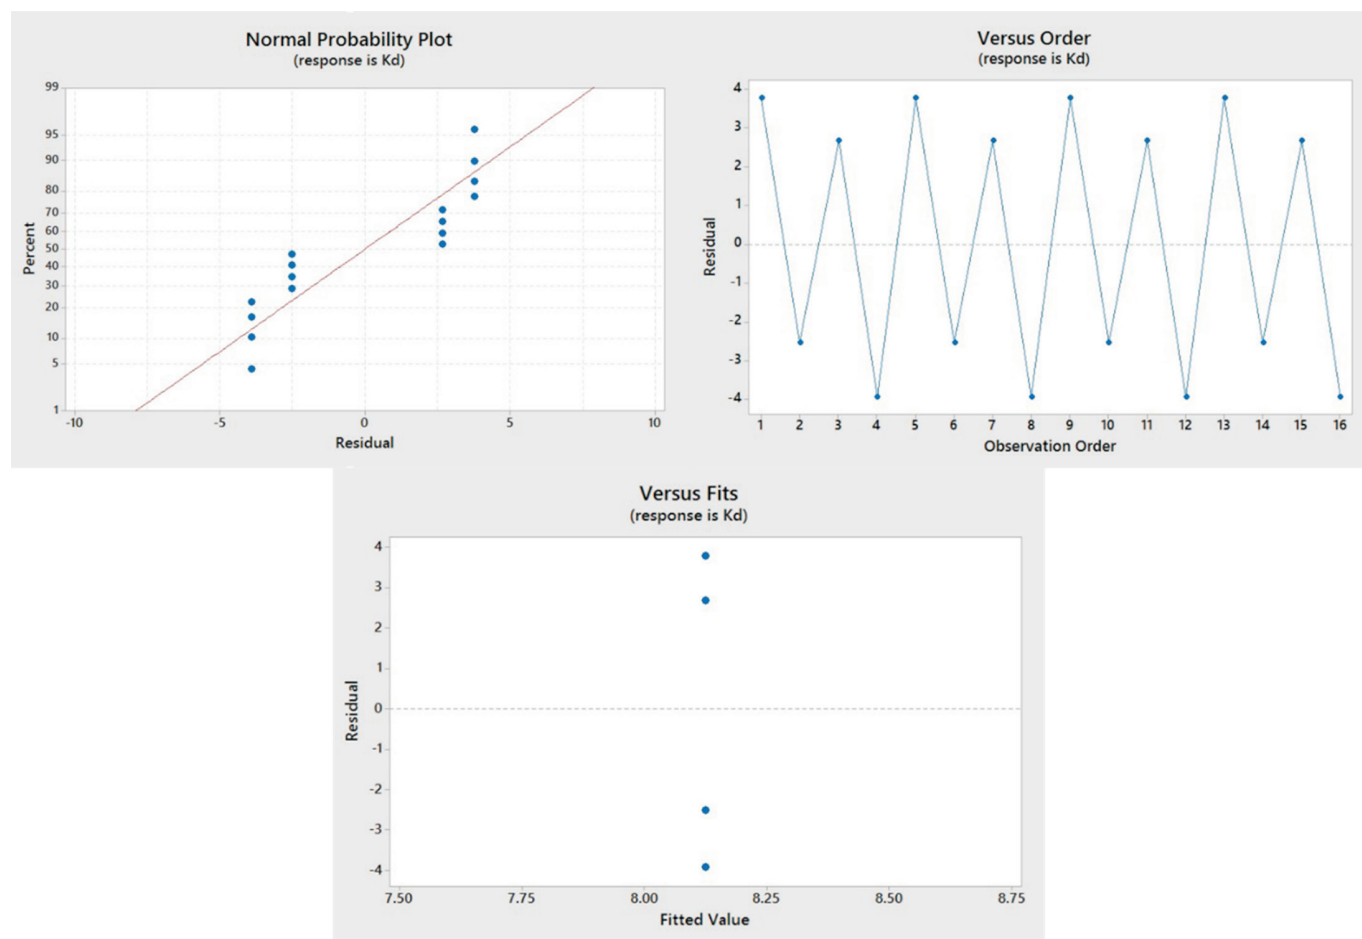 Normal Probability Plot
(response is Kd)
99
95
90
80
70
60
50
40
30
20
10
5
1
Percent
-10
-5
0
5
10
Residual
Versus Order
(response is Kd)
4
3
2
1
0
-1
-2
-3
-4
Residual
1 2 3 4 5 6 7 8 9 10 11 12 13 14 15 16
Observation Order
Versus Fits
(response is Kd)
4
3
2
1
0
-1
-2
-3
-4
Residual
7.50 7.75 8.00 8.25 8.50 8.75
Fitted Value